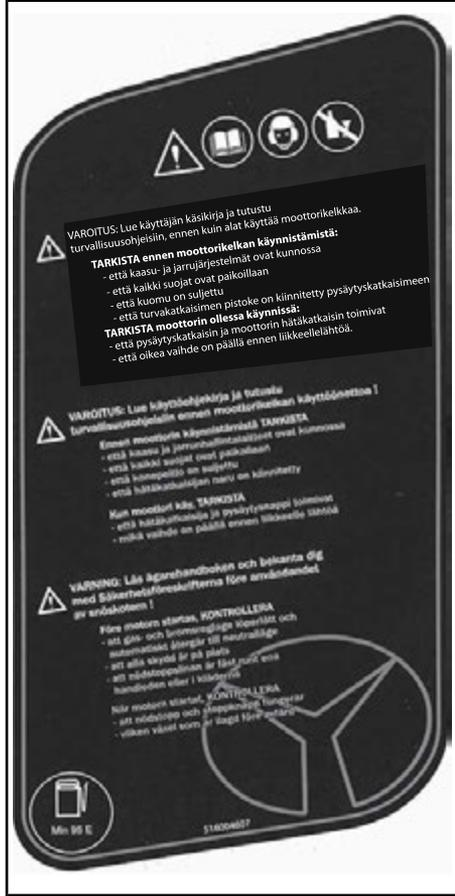 VAROITUS: Lue käyttäjän käsikirja ja tutustu
turvallisuusohjeisiin, ennen kuin alat käyttää moottorikelkkaa.
TARKISTA ennen moottorikelkan käynnistämistä:
- että kaasu- ja jarrujärjestelmät ovat kunnossa
- että kaikki suojat ovat paikoillaan
- että kuomu on suljettu
- että turvakatkaisimen pistoke on kiinnitetty pysäytyskatkaisimeen
TARKISTA moottorin ollessa käynnissä:
- että pysäytyskatkaisin ja moottorin hätäkatkaisin toimivat
- että oikea vaihde on päällä ennen liikkeellelähtöä.
VAROITUS: Lue käyttöohjekirja ja tutustu
turvallisuusohjeisiin ennen moottorikelkan käyttöönottoa !
Ennen moottorin käynnistämistä TARKISTA
- että kaasu ja jarrunhallintalaitteet ovat kunnossa
- että kaikki suojat ovat paikallaan
- että konepeitto on suljettu
- että hätäkatkaisijan naru on kiinnitetty
Kun moottori käy, TARKISTA
- että hätäkatkaisija ja pysäytysnappi toimivat
- mikä vaihde on päällä ennen liikkeelle lähtöä
VARNING: Läs ägarehandboken och bekanta dig
med Säkerhetsföreskrifterna före användandet
av snöskotern !
Före motorn startas, KONTROLLERA
- att gas- och bromsreglage löperlätt och
automatiskt återgår till neutralläge
- att alla skydd är på plats
- att nödstoppslinan är fäst runt ena
handleden eller i kläderna
När motorn startat, KONTROLLERA
- att nödstopp och stoppknapp fungerar
- vilken växel som är ilagd före avfärd
Min 95 E
516004607